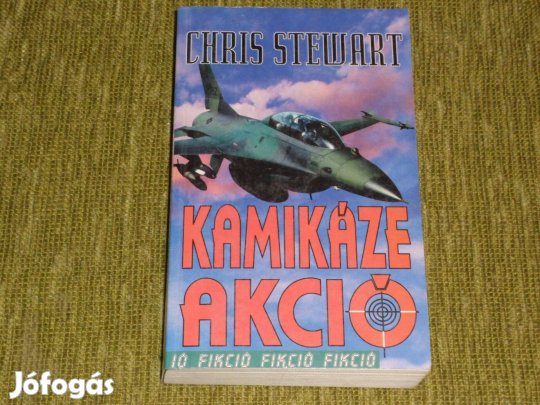 CHRIS STEWART
KAMIKÁZE
AKCIÓ
IÓ FIKCIÓ FIKCIÓ FIKCIÓ
Jófogás